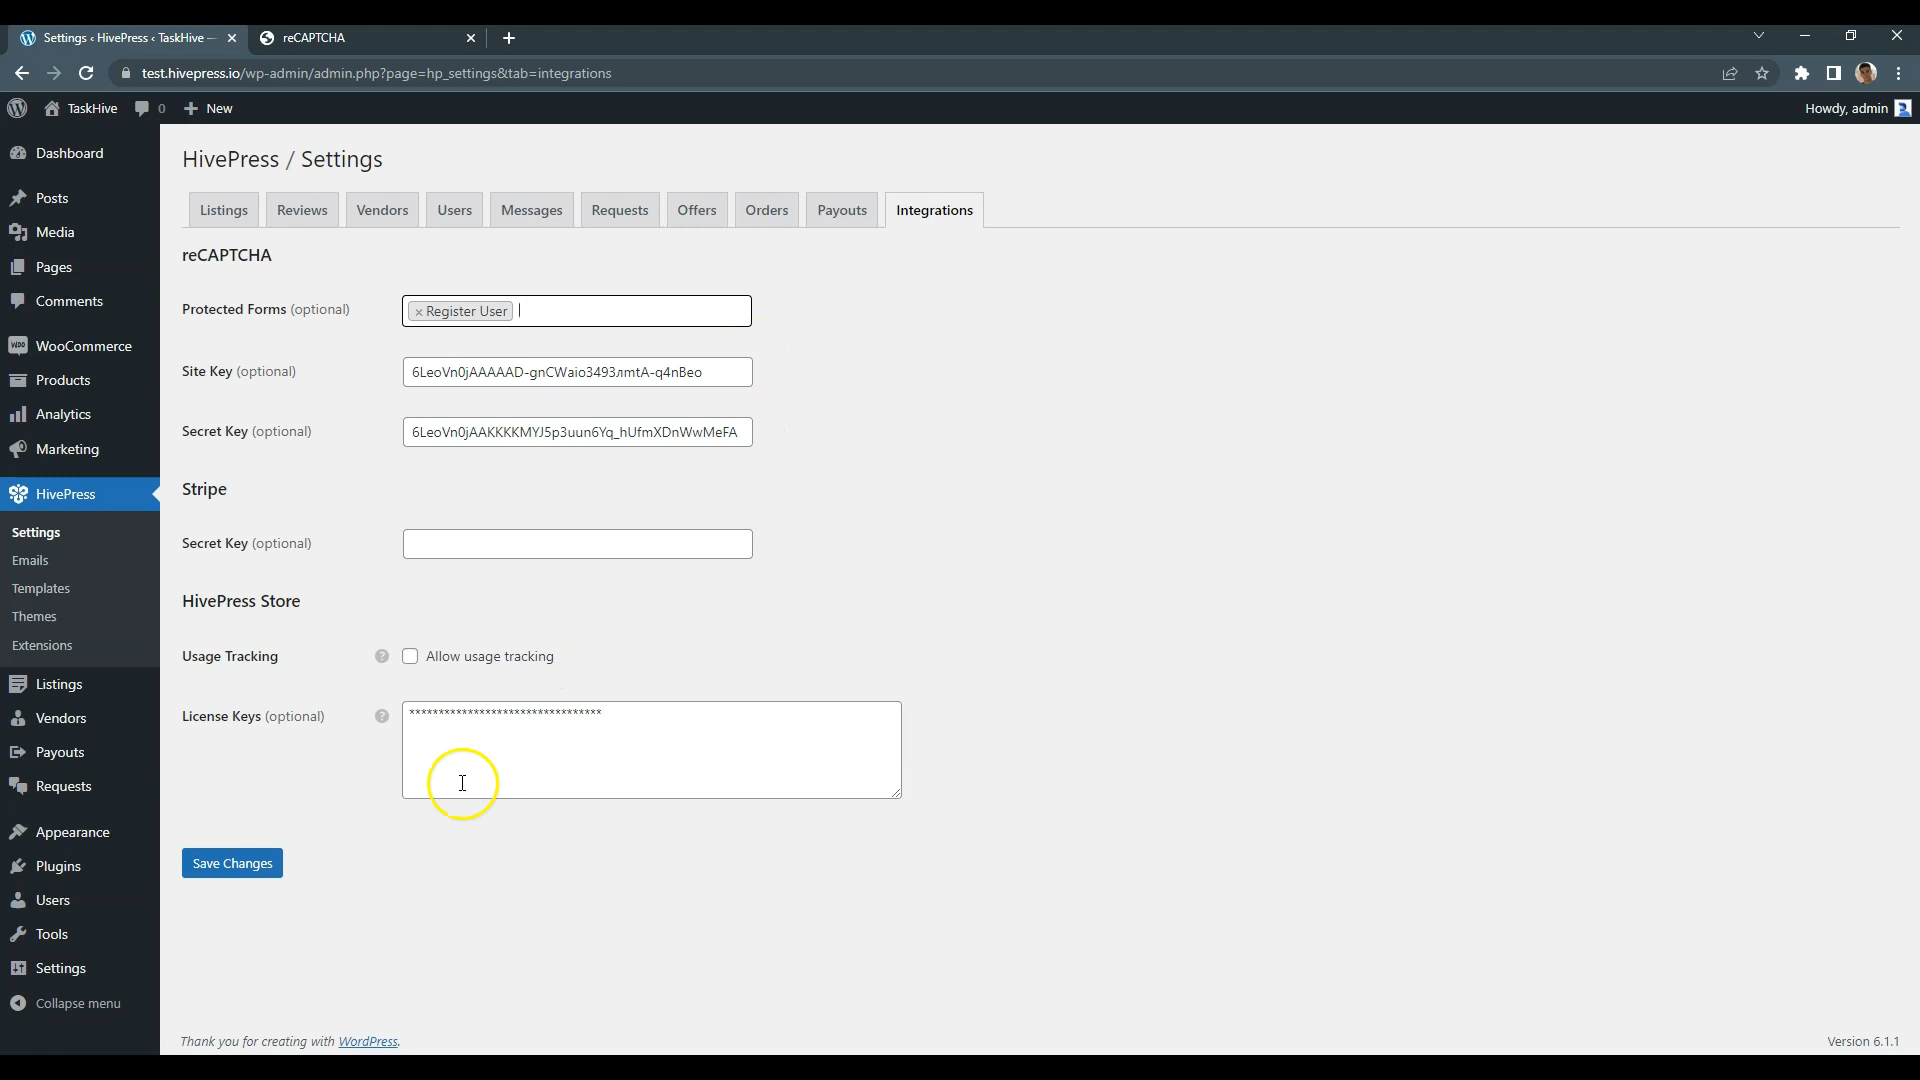 Settings ‹ HivePress ‹ TaskHive —
reCAPTCHA
test.hivepress.io/wp-admin/admin.php?page=hp_settings&tab=integrations
TaskHive
0
New
Howdy, admin
Dashboard
Posts
Media
Pages
Comments
WooCommerce
Products
Analytics
Marketing
HivePress
Settings
Emails
Templates
Themes
Extensions
Listings
Vendors
Payouts
Requests
Appearance
Plugins
Users
Tools
Settings
Collapse menu
HivePress / Settings
Listings Reviews Vendors Users Messages Requests Offers Orders Payouts Integrations
reCAPTCHA
Protected Forms (optional)
× Register User
Site Key (optional)
6LeoVn0jAAAAAD-gnCWaio3493лmtA-q4nBeo
Secret Key (optional)
6LeoVn0jAAKKKKMYJ5p3uun6Yq_hUfmXDnWwMeFA
Stripe
Secret Key (optional)
HivePress Store
Usage Tracking
? Allow usage tracking
License Keys (optional)
? *********************************
Save Changes
Thank you for creating with WordPress.
Version 6.1.1